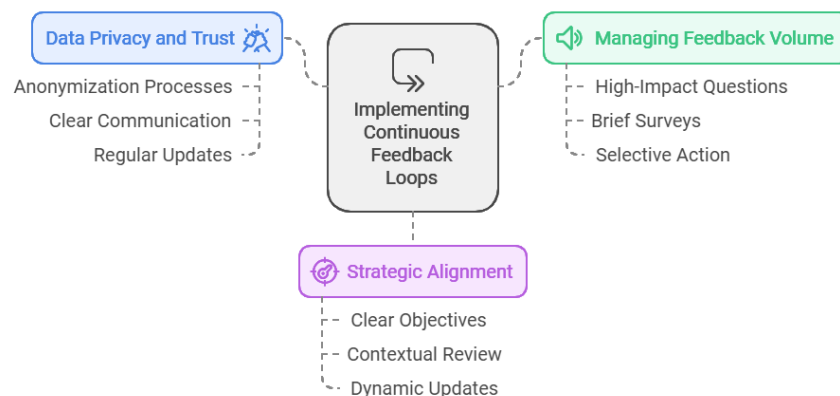 Data Privacy and Trust
Anonymization Processes
Clear Communication
Regular Updates
Implementing
Continuous
Feedback
Loops
Managing Feedback Volume
High-Impact Questions
Brief Surveys
Selective Action
Strategic Alignment
Clear Objectives
Contextual Review
Dynamic Updates